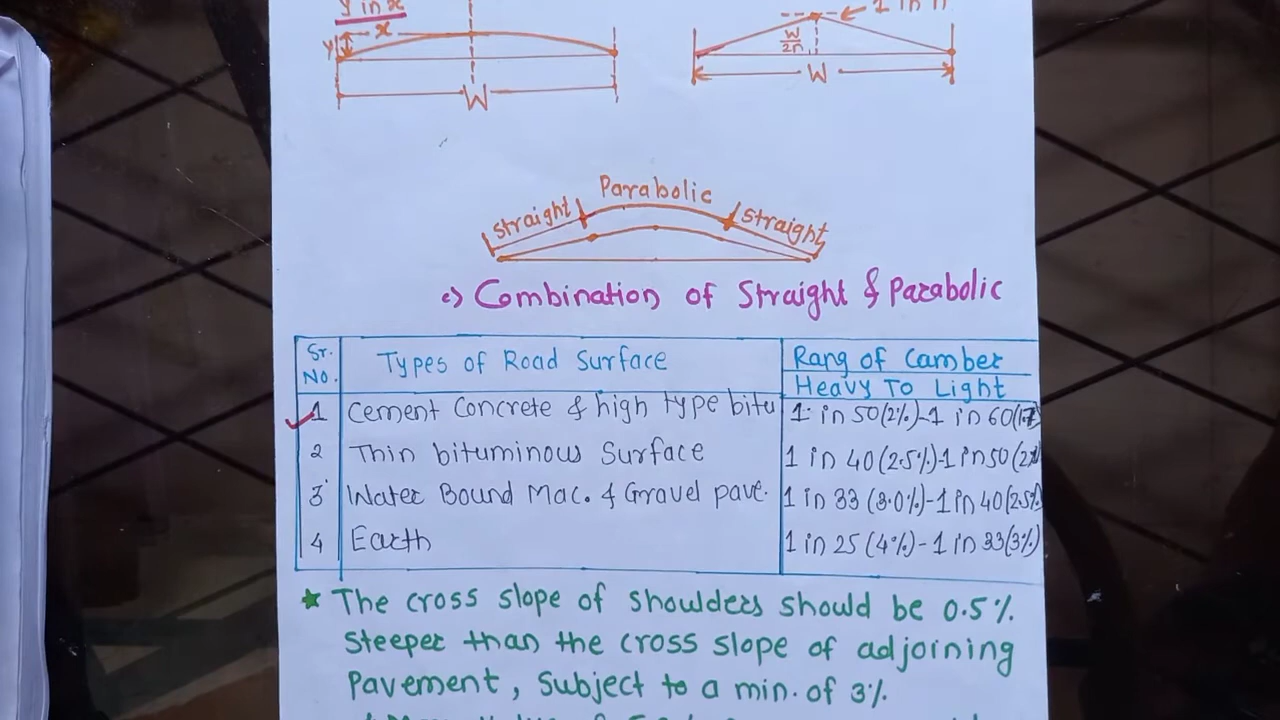 y in x
x
y
W
1 in n
W
2n
W
Parabolic
straight
straight
c) Combination of Straight & Parabolic
Sr. No.
Types of Road Surface
Rang of Camber
Heavy To Light
1 Cement Concrete & high type bitu 1 in 50(2%)-1 in 60(1.7
2 Thin bituminous Surface 1 in 40(2.5%)-1 in 50(2%)
3 Water Bound Mac. & Gravel pave. 1 in 33 (3.0%)-1 in 40(2.5%)
4 Earth 1 in 25 (4%)-1 in 33(3%)
★ The cross slope of shoulders should be 0.5%
steeper than the cross slope of adjoining
Pavement, Subject to a min. of 3%